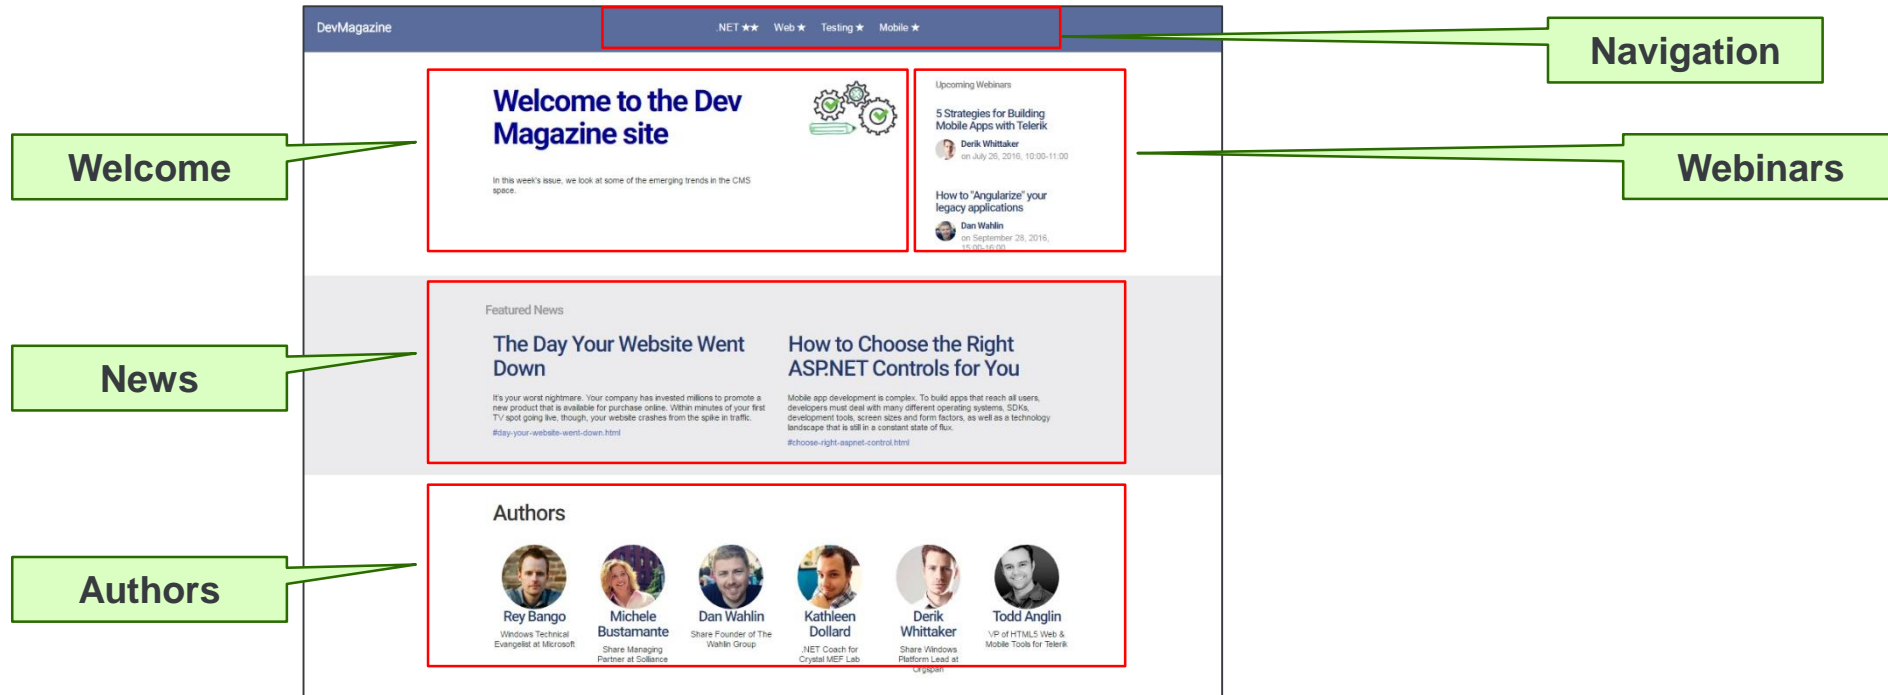 DevMagazine
.NET ★★ Web ★ Testing ★ Mobile ★
Navigation
Welcome to the Dev
Magazine site
In this week's issue, we look at some of the emerging trends in the CMS
space.
Upcoming Webinars
5 Strategies for Building
Mobile Apps with Telerik
Derik Whittaker
on July 26, 2016, 10:00-11:00
How to "Angularize" your
legacy applications
Dan Wahlin
on September 28, 2016,
15:00-16:00
Welcome
Webinars
Featured News
The Day Your Website Went
Down
It's your worst nightmare. Your company has invested millions to promote a
new product that is available for purchase online. Within minutes of your first
TV spot going live, though, your website crashes from the spike in traffic.
#day-your-website-went-down.html
How to Choose the Right
ASP.NET Controls for You
Mobile app development is complex. To build apps that reach all users,
developers must deal with many different operating systems, SDKs,
development tools, screen sizes and form factors, as well as a technology
landscape that is still in a constant state of flux.
#choose-right-aspnet-control.html
News
Authors
Rey Bango
Windows Technical
Evangelist at Microsoft
Michele
Bustamante
Share Managing
Partner at Solliance
Dan Wahlin
Share Founder of The
Wahlin Group
Kathleen
Dollard
.NET Coach for
Crystal MEF Lab
Derik
Whittaker
Share Windows
Platform Lead at
Orgspan
Todd Anglin
VP of HTML5 Web &
Mobile Tools for Telerik
Authors